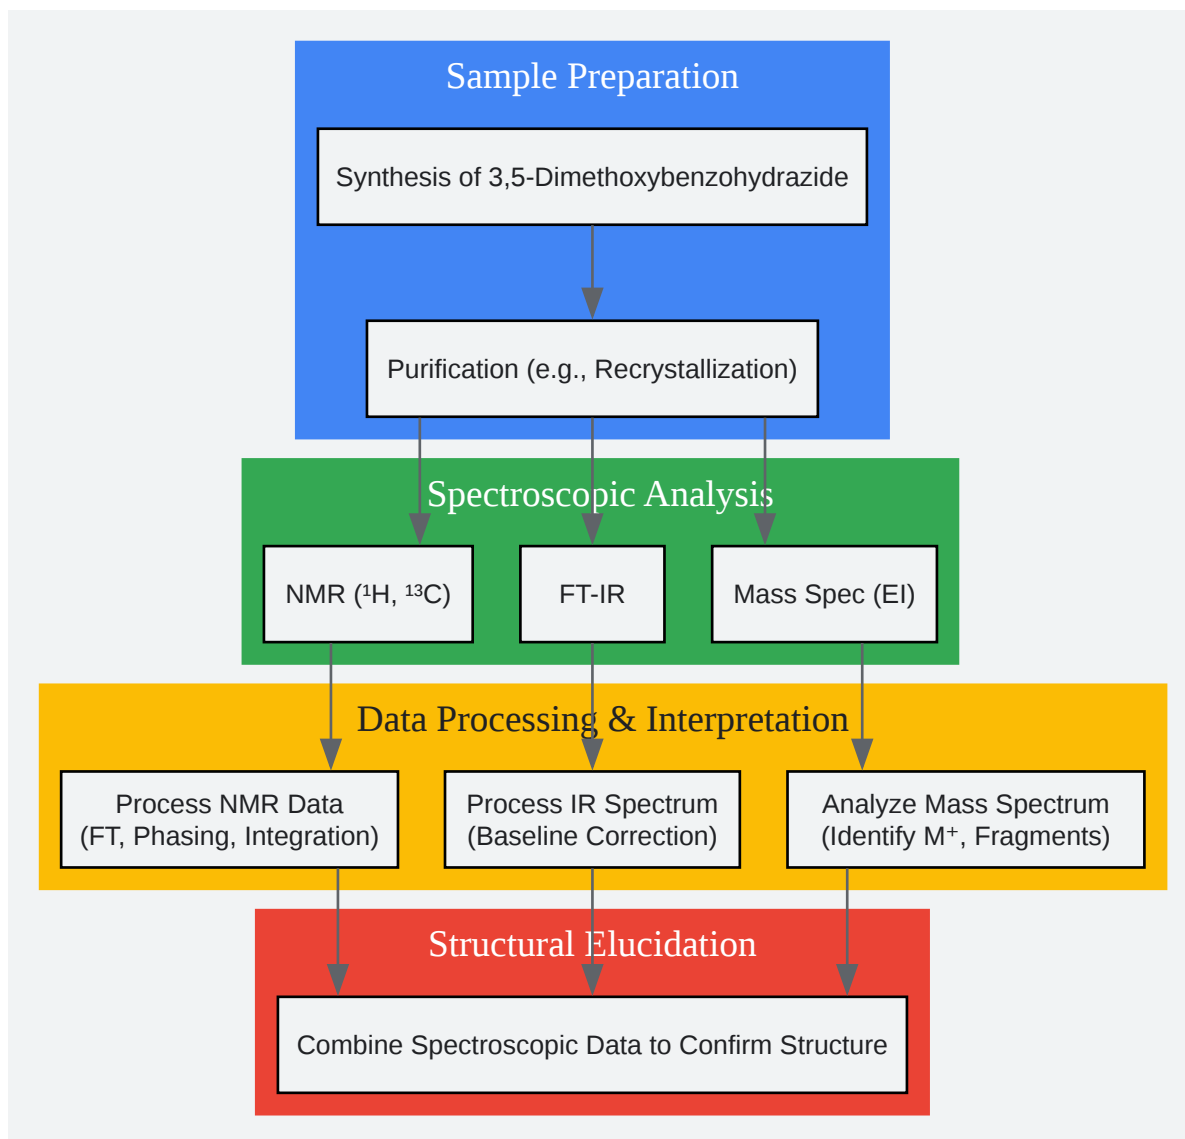 Sample Preparation
Synthesis of 3,5-Dimethoxybenzohydrazide
Purification (e.g., Recrystallization)
Spectroscopic Analysis
NMR (¹H, ¹³C)
FT-IR
Mass Spec (EI)
Data Processing & Interpretation
Process NMR Data
(FT, Phasing, Integration)
Process IR Spectrum
(Baseline Correction)
Analyze Mass Spectrum
(Identify M⁺, Fragments)
Structural Elucidation
Combine Spectroscopic Data to Confirm Structure